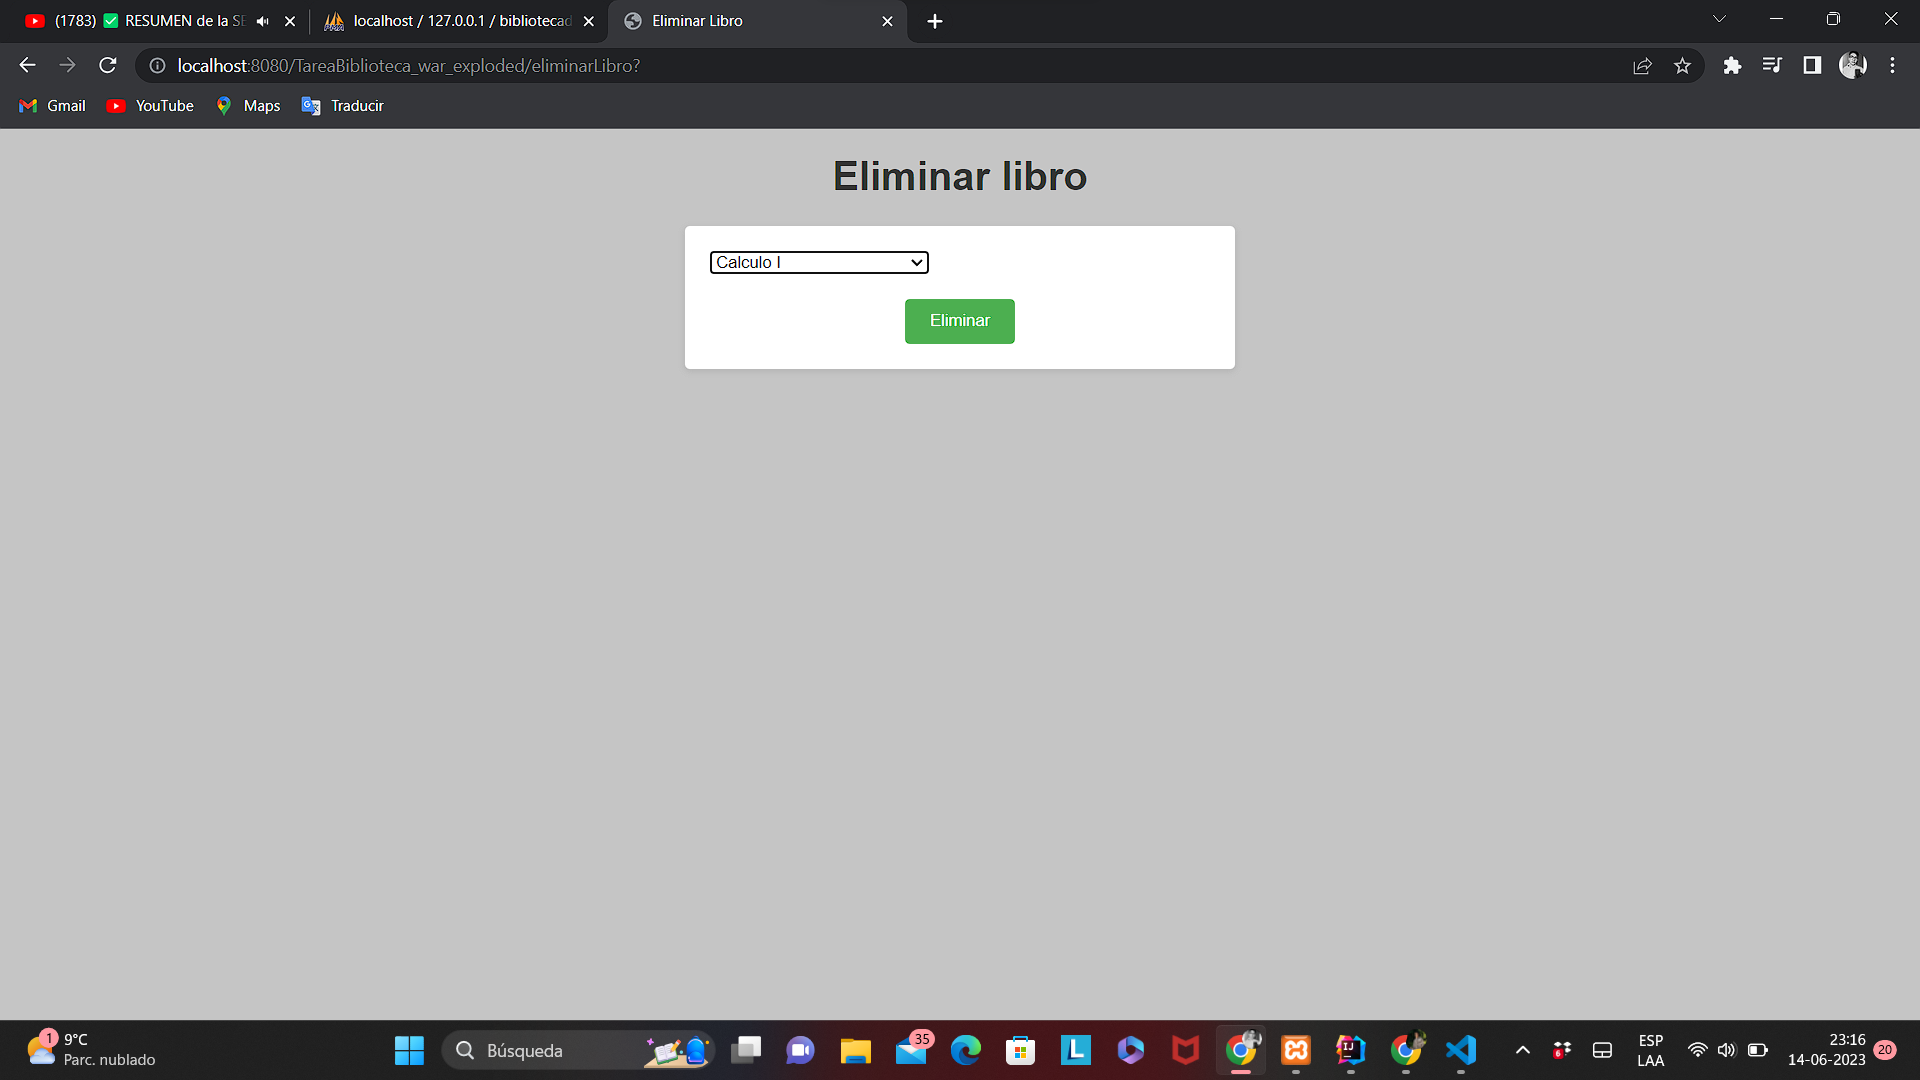 (1783) ✅ RESUMEN de la SE
localhost / 127.0.0.1 / bibliotecad
Eliminar Libro
localhost:8080/TareaBiblioteca_war_exploded/eliminarLibro?
Gmail
YouTube
Maps
Traducir
Eliminar libro
Calculo I
Eliminar
1
9°C
Parc. nublado
Búsqueda
35
L
IJ
6
ESP
LAA
23:16
14-06-2023
20